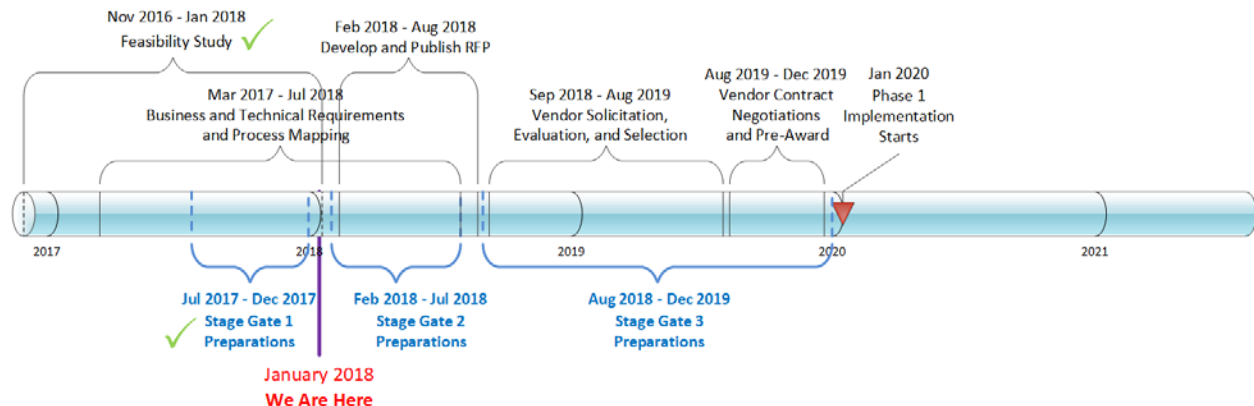 Nov 2016 - Jan 2018
Feasibility Study
Feb 2018 - Aug 2018
Develop and Publish RFP
Mar 2017 - Jul 2018
Business and Technical Requirements
and Process Mapping
Sep 2018 - Aug 2019
Vendor Solicitation,
Evaluation, and Selection
Aug 2019 - Dec 2019
Vendor Contract
Negotiations
and Pre-Award
Jan 2020
Phase 1
Implementation
Starts
2017
2018
2019
2020
2021
Jul 2017 - Dec 2017
Stage Gate 1
Preparations
Feb 2018 - Jul 2018
Stage Gate 2
Preparations
Aug 2018 - Dec 2019
Stage Gate 3
Preparations
January 2018
We Are Here